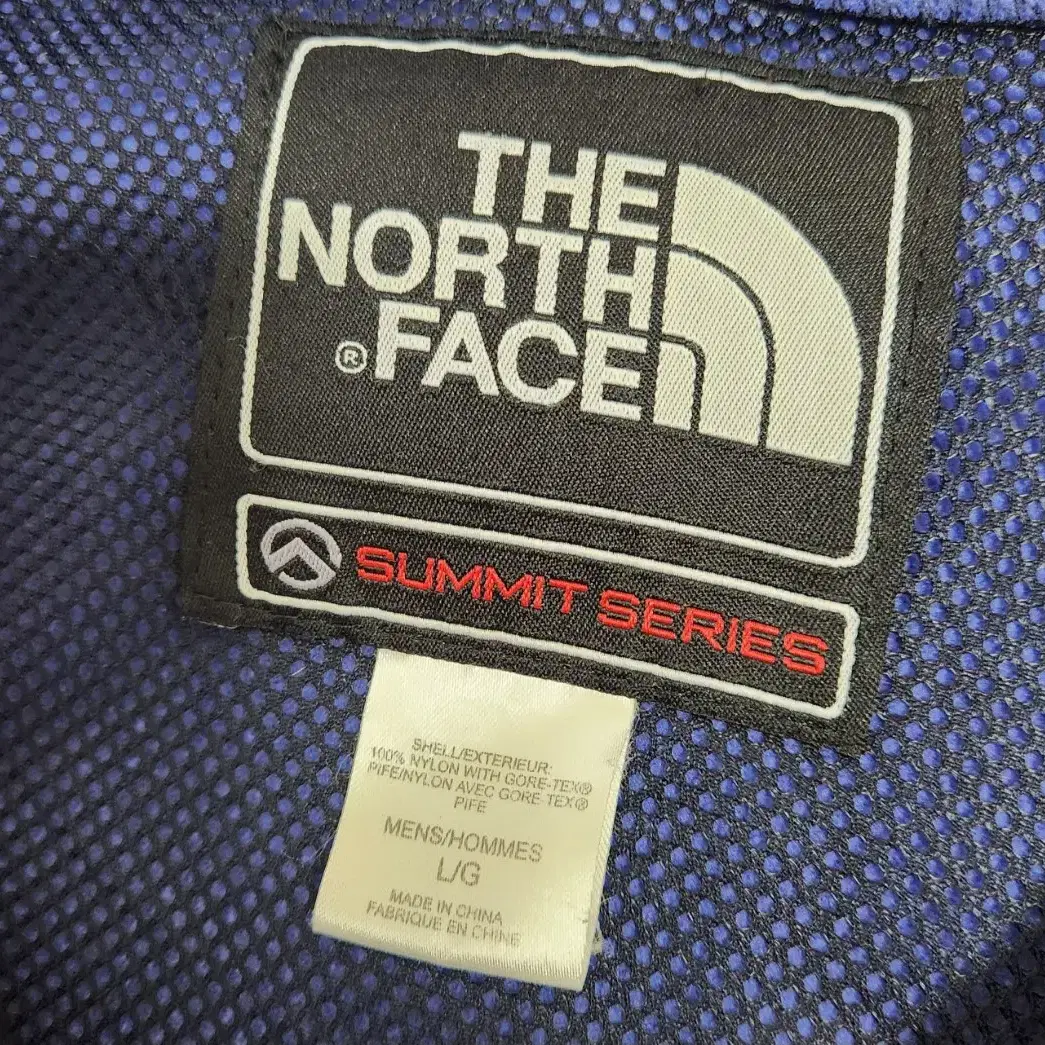 THE
NORTH
®FACE
SUMMIT SERIES
SHELL/EXTERIEUR:
100% NYLON WITH GORE-TEX®
PIFE/NYLON AVEC GORE-TEX®
PIFE
MENS/HOMMES
L/G
MADE IN CHINA
FABRIQUE EN CHINE